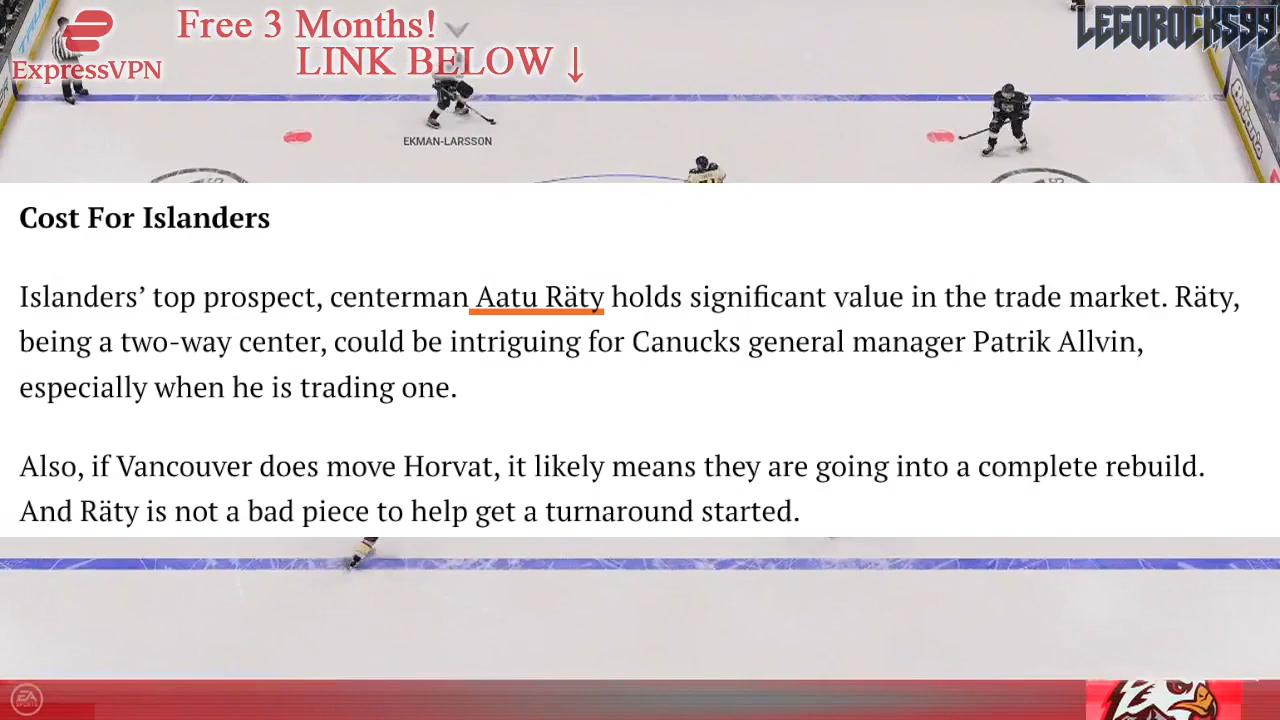 Free 3 Months!
LEGOROCKS99
LINK BELOW ↓
ExpressVPN
EKMAN-LARSSON
Cost For Islanders
Islanders’ top prospect, centerman Aatu Räty holds significant value in the trade market. Räty,
being a two-way center, could be intriguing for Canucks general manager Patrik Allvin,
especially when he is trading one.
Also, if Vancouver does move Horvat, it likely means they are going into a complete rebuild.
And Räty is not a bad piece to help get a turnaround started.
EA
SPORTS